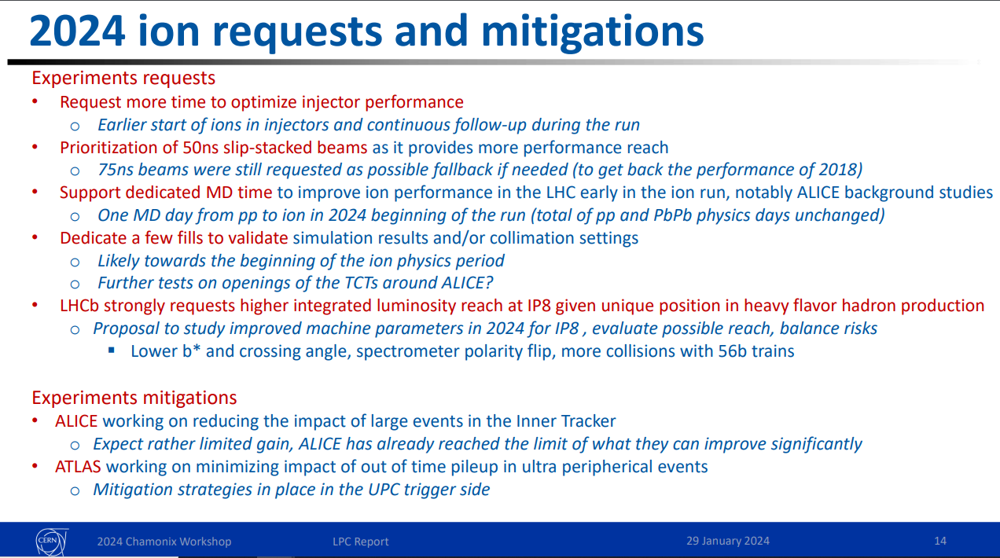 2024 ion requests and mitigations
Experiments requests
• Request more time to optimize injector performance
o Earlier start of ions in injectors and continuous follow-up during the run
• Prioritization of 50ns slip-stacked beams as it provides more performance reach
o 75ns beams were still requested as possible fallback if needed (to get back the performance of 2018)
• Support dedicated MD time to improve ion performance in the LHC early in the ion run, notably ALICE background studies
o One MD day from pp to ion in 2024 beginning of the run (total of pp and PbPb physics days unchanged)
• Dedicate a few fills to validate simulation results and/or collimation settings
o Likely towards the beginning of the ion physics period
o Further tests on openings of the TCTs around ALICE?
• LHCb strongly requests higher integrated luminosity reach at IP8 given unique position in heavy flavor hadron production
o Proposal to study improved machine parameters in 2024 for IP8 , evaluate possible reach, balance risks
▪ Lower b* and crossing angle, spectrometer polarity flip, more collisions with 56b trains
Experiments mitigations
• ALICE working on reducing the impact of large events in the Inner Tracker
o Expect rather limited gain, ALICE has already reached the limit of what they can improve significantly
• ATLAS working on minimizing impact of out of time pileup in ultra peripherical events
o Mitigation strategies in place in the UPC trigger side
CERN 2024 Chamonix Workshop LPC Report 29 January 2024 14